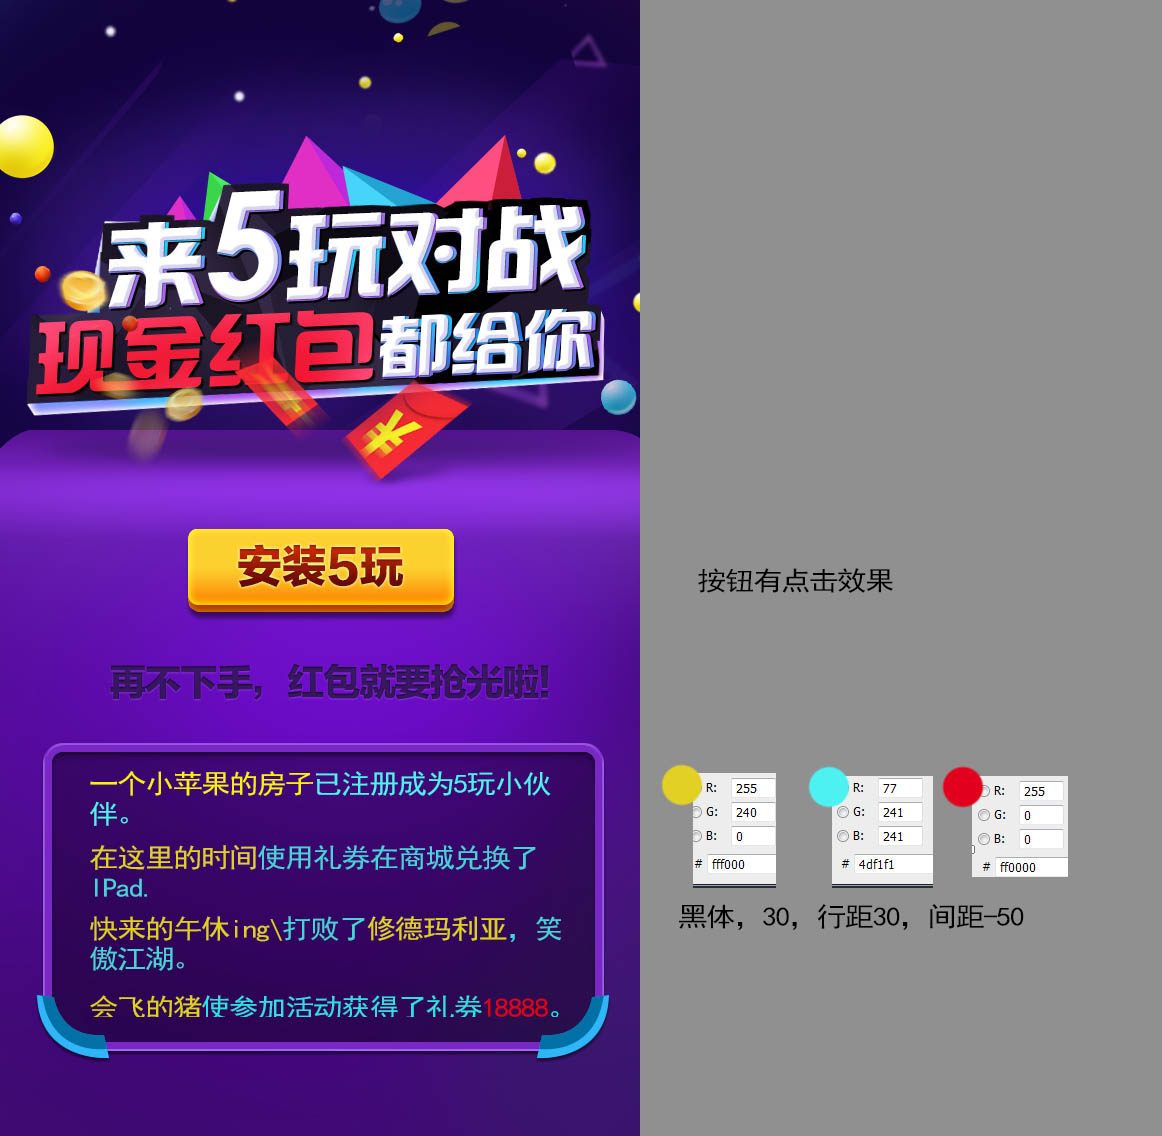 来5玩对战
现金红包都给你
¥
¥
安装5玩
按钮有点击效果
再不下手，红包就要抢光啦!
一个小苹果的房子已注册成为5玩小伙
伴。
在这里的时间使用礼券在商城兑换了
IPad.
快来的午休ing\打败了修德玛利亚，笑
傲江湖。
会飞的猪使参加活动获得了礼券18888。
R: 255
G: 240
B: 0
# fff000
R: 77
G: 241
B: 241
# 4df1f1
R: 255
G: 0
B: 0
# ff0000
黑体，30，行距30，间距-50